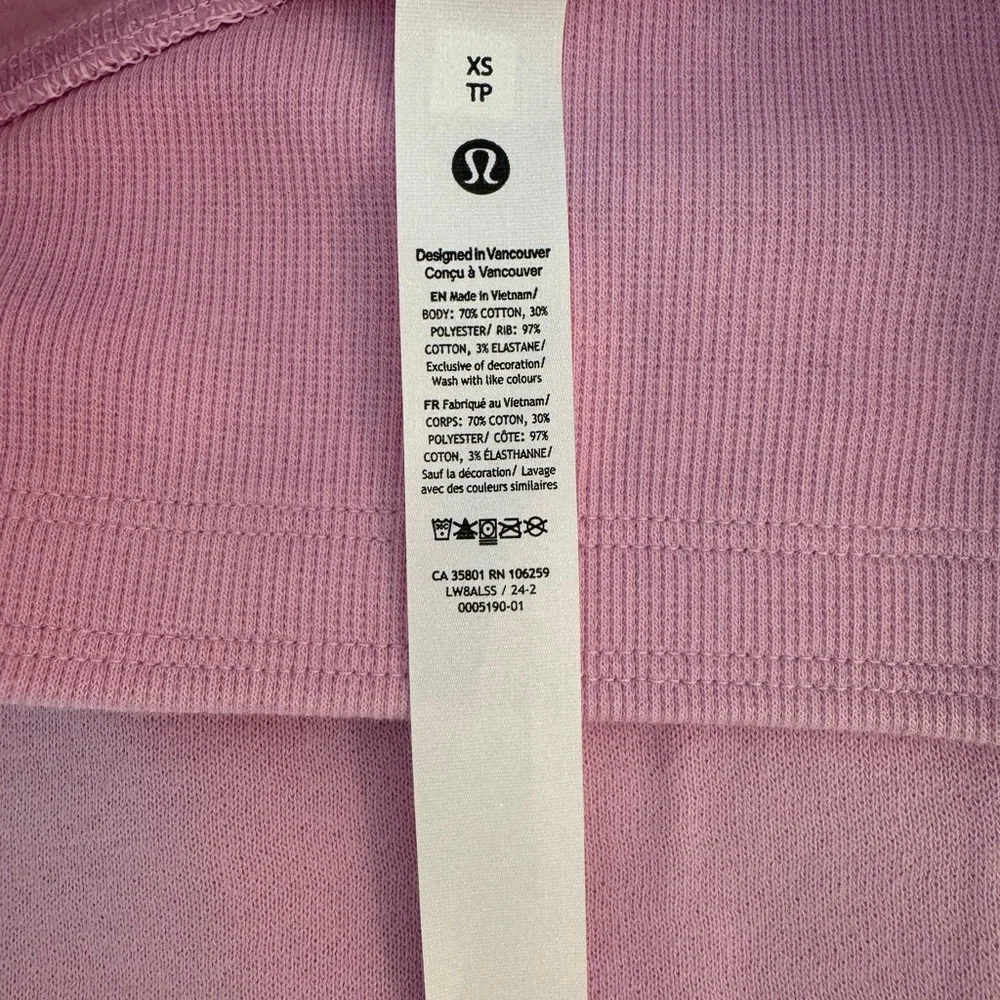 XS
TP
Designed in Vancouver
Conçu à Vancouver
EN Made in Vietnam/
BODY: 70% COTTON, 30%
POLYESTER/ RIB: 97%
COTTON, 3% ELASTANE/
Exclusive of decoration/
Wash with like colours
FR Fabriqué au Vietnam/
CORPS: 70% COTON, 30%
POLYESTER/ CÔTE: 97%
COTON, 3% ÉLASTHANNE/
Sauf la décoration/ Lavage
avec des couleurs similaires
30C
CA 35801 RN 106259
LW8ALSS / 24-2
0005190-01